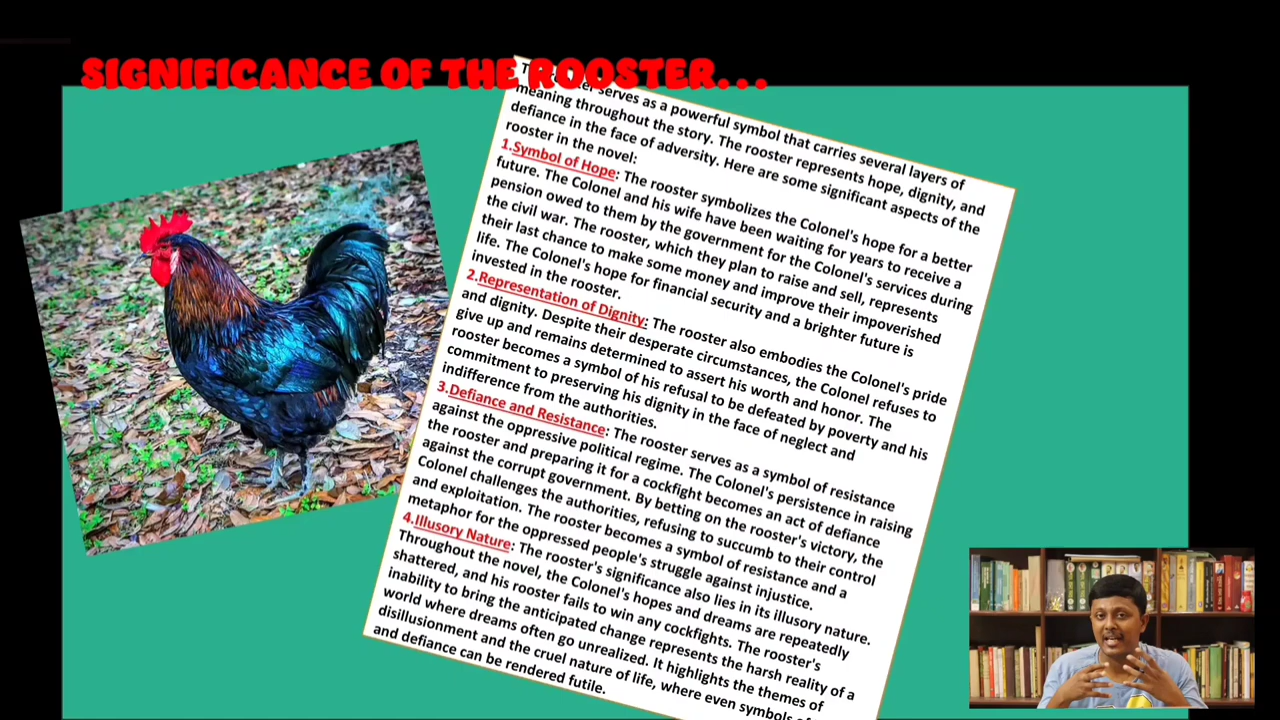 SIGNIFICANCE OF THE ROOSTER...
The rooster serves as a powerful symbol that carries several layers of
meaning throughout the story. The rooster represents hope, dignity, and
defiance in the face of adversity. Here are some significant aspects of the
rooster in the novel:
1.Symbol of Hope: The rooster symbolizes the Colonel's hope for a better
future. The Colonel and his wife have been waiting for years to receive a
pension owed to them by the government for the Colonel's services during
the civil war. The rooster, which they plan to raise and sell, represents
their last chance to make some money and improve their impoverished
life. The Colonel's hope for financial security and a brighter future is
invested in the rooster.
2.Representation of Dignity: The rooster also embodies the Colonel's pride
and dignity. Despite their desperate circumstances, the Colonel refuses to
give up and remains determined to assert his worth and honor. The
rooster becomes a symbol of his refusal to be defeated by poverty and his
commitment to preserving his dignity in the face of neglect and
indifference from the authorities.
3.Defiance and Resistance: The rooster serves as a symbol of resistance
against the oppressive political regime. The Colonel's persistence in raising
the rooster and preparing it for a cockfight becomes an act of defiance
against the corrupt government. By betting on the rooster's victory, the
Colonel challenges the authorities, refusing to succumb to their control
and exploitation. The rooster becomes a symbol of resistance and a
metaphor for the oppressed people's struggle against injustice.
4.Illusory Nature: The rooster's significance also lies in its illusory nature.
Throughout the novel, the Colonel's hopes and dreams are repeatedly
shattered, and his rooster fails to win any cockfights. The rooster's
inability to bring the anticipated change represents the harsh reality of a
world where dreams often go unrealized. It highlights the themes of
disillusionment and the cruel nature of life, where even symbols of
and defiance can be rendered futile.